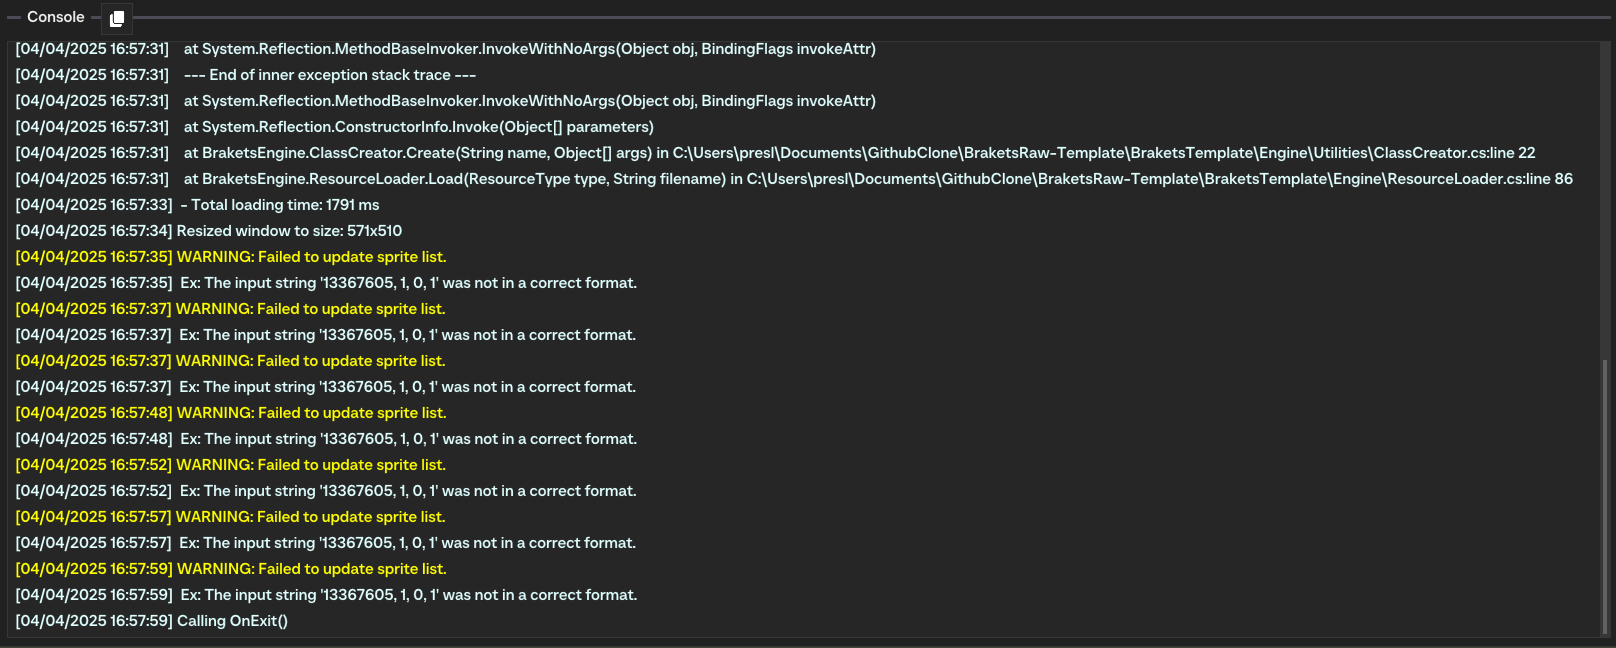 Console
[04/04/2025 16:57:31]    at System.Reflection.MethodBaseInvoker.InvokeWithNoArgs(Object obj, BindingFlags invokeAttr)
[04/04/2025 16:57:31]    --- End of inner exception stack trace ---
[04/04/2025 16:57:31]    at System.Reflection.MethodBaseInvoker.InvokeWithNoArgs(Object obj, BindingFlags invokeAttr)
[04/04/2025 16:57:31]    at System.Reflection.ConstructorInfo.Invoke(Object[] parameters)
[04/04/2025 16:57:31]    at BraketsEngine.ClassCreator.Create(String name, Object[] args) in C:\Users\presl\Documents\GithubClone\BraketsRaw-Template\BraketsTemplate\Engine\Utilities\ClassCreator.cs:line 22
[04/04/2025 16:57:31]    at BraketsEngine.ResourceLoader.Load(ResourceType type, String filename) in C:\Users\presl\Documents\GithubClone\BraketsRaw-Template\BraketsTemplate\Engine\ResourceLoader.cs:line 86
[04/04/2025 16:57:33]  - Total loading time: 1791 ms
[04/04/2025 16:57:34] Resized window to size: 571x510
[04/04/2025 16:57:35] WARNING: Failed to update sprite list.
[04/04/2025 16:57:35]  Ex: The input string '13367605, 1, 0, 1' was not in a correct format.
[04/04/2025 16:57:37] WARNING: Failed to update sprite list.
[04/04/2025 16:57:37]  Ex: The input string '13367605, 1, 0, 1' was not in a correct format.
[04/04/2025 16:57:37] WARNING: Failed to update sprite list.
[04/04/2025 16:57:37]  Ex: The input string '13367605, 1, 0, 1' was not in a correct format.
[04/04/2025 16:57:48] WARNING: Failed to update sprite list.
[04/04/2025 16:57:48]  Ex: The input string '13367605, 1, 0, 1' was not in a correct format.
[04/04/2025 16:57:52] WARNING: Failed to update sprite list.
[04/04/2025 16:57:52]  Ex: The input string '13367605, 1, 0, 1' was not in a correct format.
[04/04/2025 16:57:57] WARNING: Failed to update sprite list.
[04/04/2025 16:57:57]  Ex: The input string '13367605, 1, 0, 1' was not in a correct format.
[04/04/2025 16:57:59] WARNING: Failed to update sprite list.
[04/04/2025 16:57:59]  Ex: The input string '13367605, 1, 0, 1' was not in a correct format.
[04/04/2025 16:57:59] Calling OnExit()